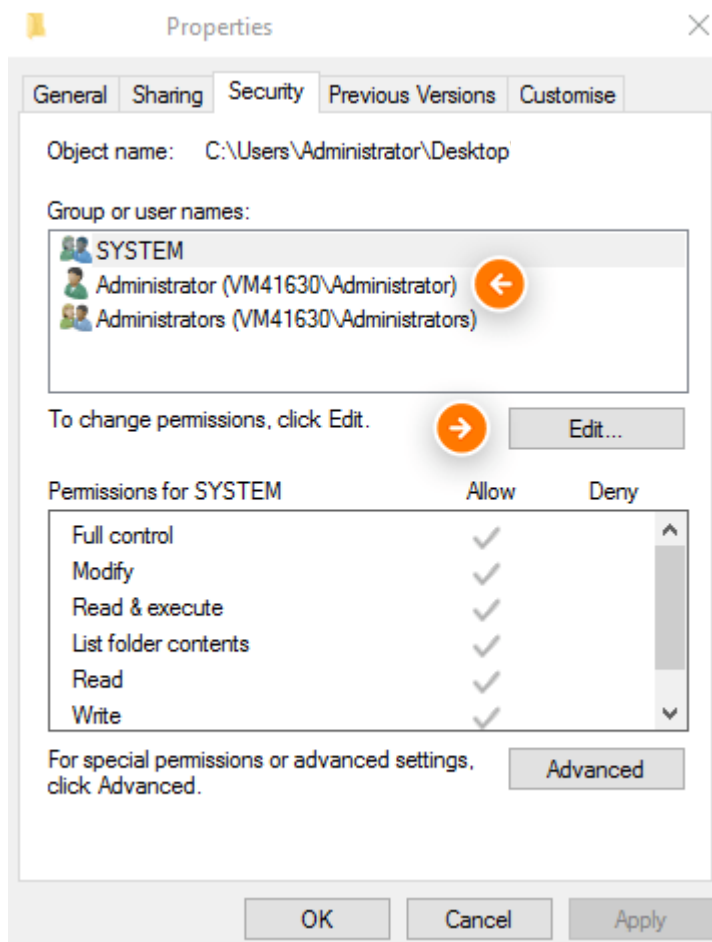 Properties
General Sharing Security Previous Versions Customise
Object name: C:\Users\Administrator\Desktop
Group or user names:
SYSTEM
Administrator (VM41630\Administrator)
Administrators (VM41630\Administrators)
To change permissions, click Edit.
Edit...
Permissions for SYSTEM Allow Deny
Full control
Modify
Read & execute
List folder contents
Read
Write
For special permissions or advanced settings,
click Advanced.
Advanced
OK Cancel Apply